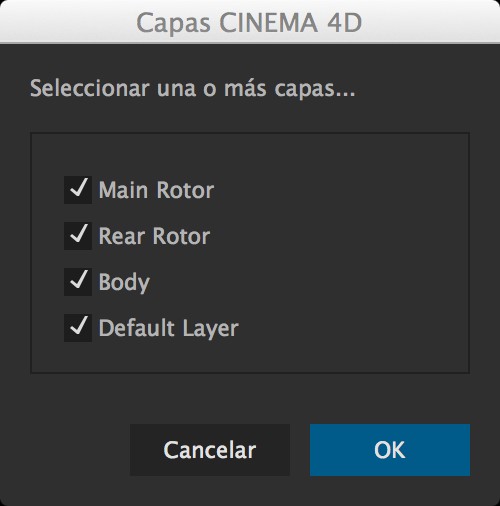 Capas CINEMA 4D
Seleccionar una o más capas...
Main Rotor
Rear Rotor
Body
Default Layer
Cancelar OK